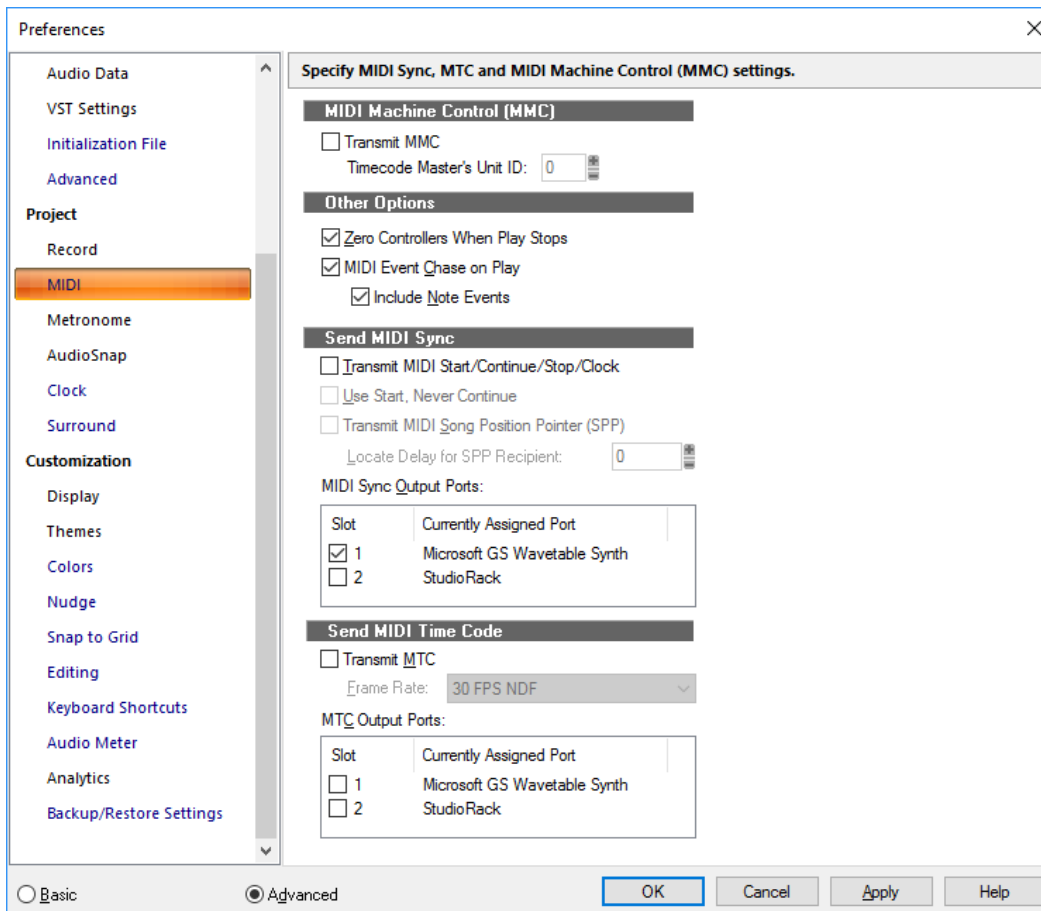 Preferences
Audio Data
VST Settings
Initialization File
Advanced
Project
Record
MIDI
Metronome
AudioSnap
Clock
Surround
Customization
Display
Themes
Colors
Nudge
Snap to Grid
Editing
Keyboard Shortcuts
Audio Meter
Analytics
Backup/Restore Settings
Basic
Advanced
Specify MIDI Sync, MTC and MIDI Machine Control (MMC) settings.
MIDI Machine Control (MMC)
Transmit MMC
Timecode Master's Unit ID: 0
Other Options
Zero Controllers When Play Stops
MIDI Event Chase on Play
Include Note Events
Send MIDI Sync
Transmit MIDI Start/Continue/Stop/Clock
Use Start, Never Continue
Transmit MIDI Song Position Pointer (SPP)
Locate Delay for SPP Recipient: 0
MIDI Sync Output Ports:
Slot Currently Assigned Port
1 Microsoft GS Wavetable Synth
2 StudioRack
Send MIDI Time Code
Transmit MTC
Frame Rate: 30 FPS NDF
MTC Output Ports:
Slot Currently Assigned Port
1 Microsoft GS Wavetable Synth
2 StudioRack
OK Cancel Apply Help